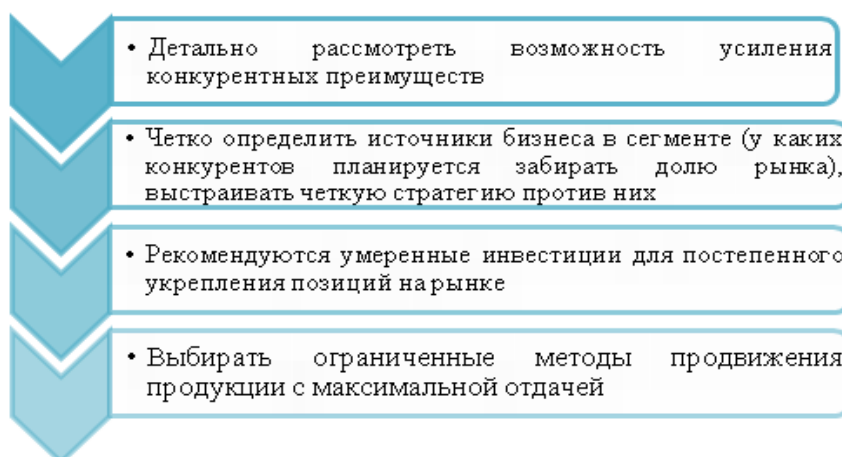 • Детально рассмотреть возможность усиления
конкурентных преимуществ
• Четко определить источники бизнеса в сегменте (у каких
конкурентов планируется забирать долю рынка),
выстраивать четкую стратегию против них
• Рекомендуются умеренные инвестиции для постепенного
укрепления позиций на рынке
• Выбирать ограниченные методы продвижения
продукции с максимальной отдачей